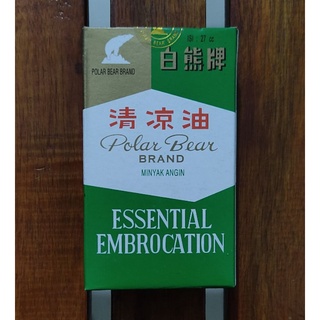 白熊牌
POLAR BEAR BRAND
清凉油
Polar Bear
BRAND
MINYAK ANGIN
ESSENTIAL
EMBROCATION